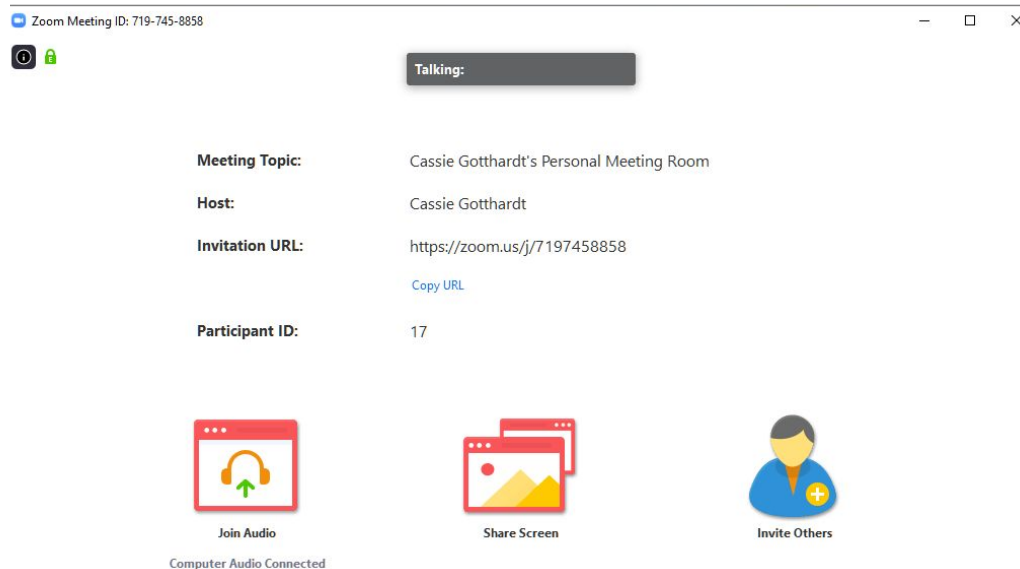 Zoom Meeting ID: 719-745-8858
Talking:
Meeting Topic: Cassie Gotthardt's Personal Meeting Room
Host: Cassie Gotthardt
Invitation URL: https://zoom.us/j/7197458858
Copy URL
Participant ID: 17
Join Audio Share Screen Invite Others
Computer Audio Connected